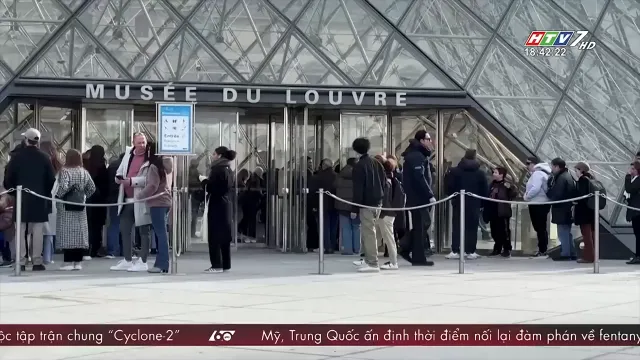 HTV7 HD
18:42:22
MUSÉE DU LOUVRE
ộc tập trận chung “Cyclone-2” Mỹ, Trung Quốc ấn định thời điểm nối lại đàm phán về fentany